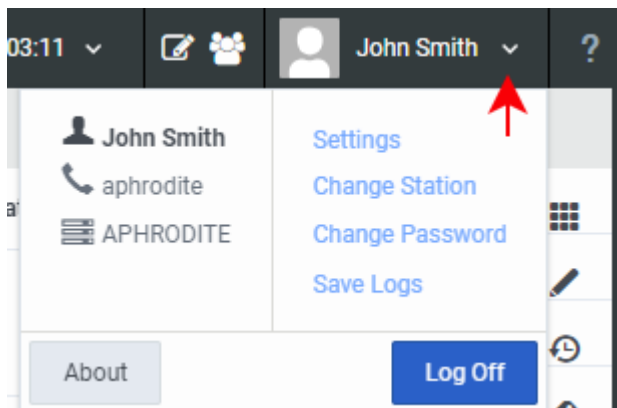 03:11
John Smith
?
John Smith
aphrodite
APHRODITE
Settings
Change Station
Change Password
Save Logs
About
Log Off